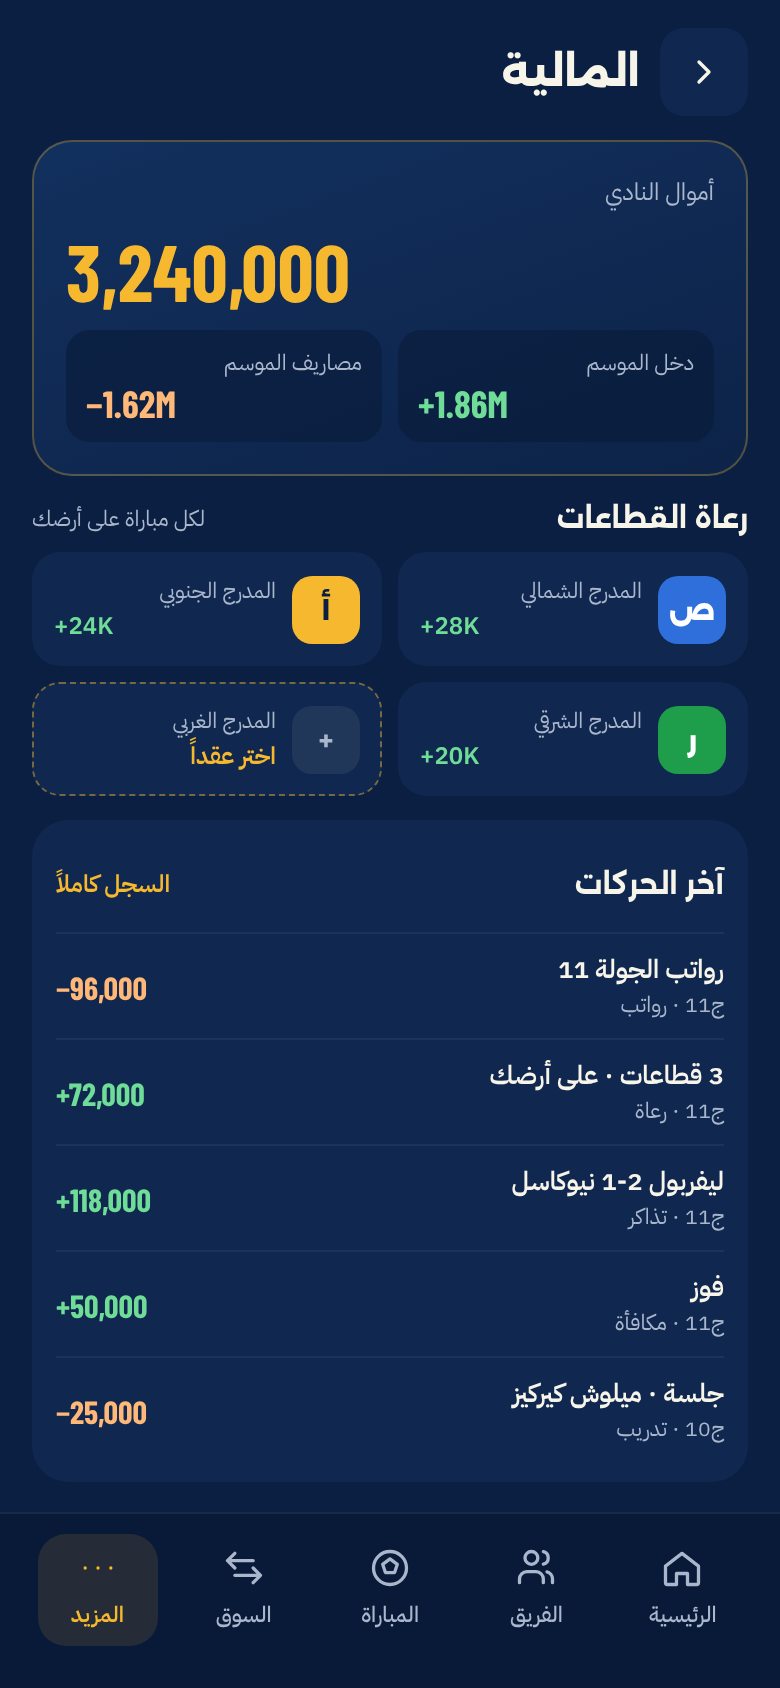 المالية
أموال النادي
3,240,000
دخل الموسم
+1.86M
مصاريف الموسم
−1.62M
رعاة القطاعات
لكل مباراة على أرضك
ص
المدرج الشمالي
+28K
أ
المدرج الجنوبي
+24K
ر
المدرج الشرقي
+20K
+
المدرج الغربي
اختر عقداً
آخر الحركات
السجل كاملاً
رواتب الجولة 11
ج11 · رواتب
−96,000
3 قطاعات · على أرضك
ج11 · رعاة
+72,000
ليفربول 2-1 نيوكاسل
ج11 · تذاكر
+118,000
فوز
ج11 · مكافأة
+50,000
جلسة · ميلوش كيركيز
ج10 · تدريب
−25,000
الرئيسية
الفريق
المباراة
السوق
المزيد